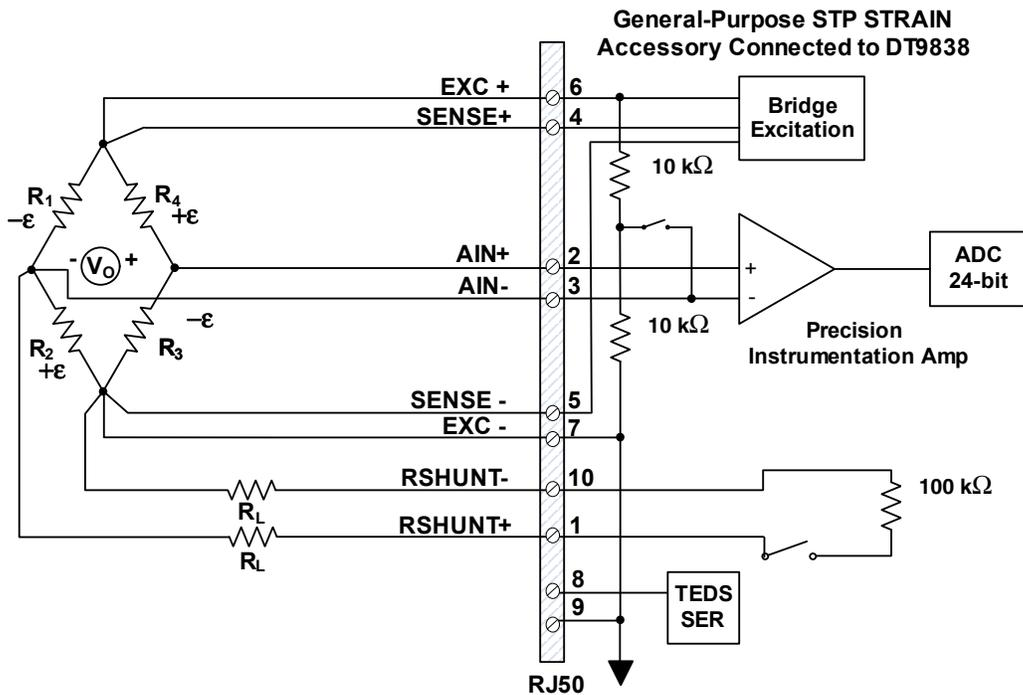 General-Purpose STP STRAIN
Accessory Connected to DT9838
EXC +
6
SENSE+
4
Bridge
Excitation
10 kΩ
R1
−ε
R4
+ε
- VO +
AIN+
2
AIN-
3
+
-
ADC
24-bit
10 kΩ
Precision
Instrumentation Amp
−ε
R2
+ε
R3
SENSE -
5
EXC -
7
RSHUNT-
10
100 kΩ
RL
RSHUNT+
1
RL
8
TEDS
SER
9
RJ50